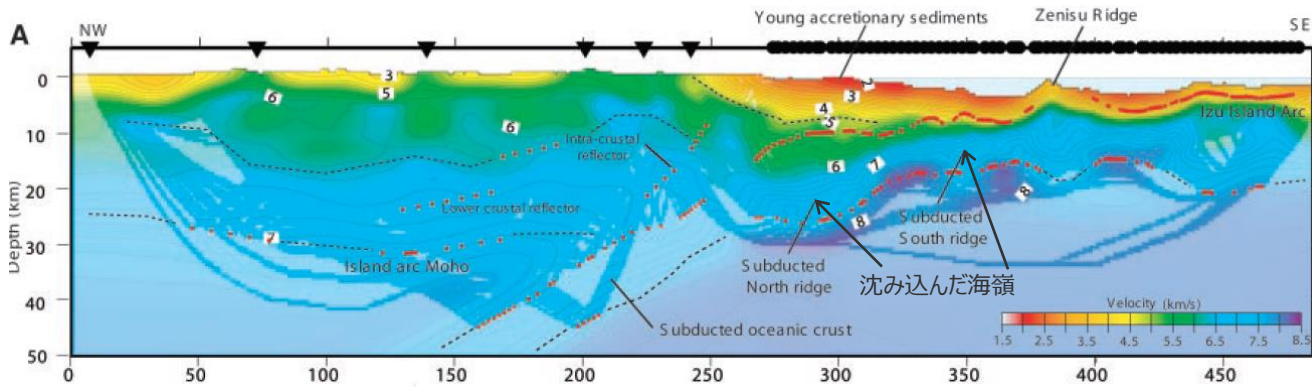 A
NW
Young accretionary sediments
Zenisu Ridge
SE
0
10
20
30
40
50
Depth (km)
3
5
6
6
2
3
4
5
6
7
8
8
7
Izu Island Arc
Intra-crustal
reflector
Lower crustal reflector
Island arc Moho
Subducted
South ridge
Subducted
North ridge
沈み込んだ海嶺
Subducted oceanic crust
Velocity (km/s)
1.5 2.5 3.5 4.5 5.5 6.5 7.5 8.5
0 50 100 150 200 250 300 350 400 450